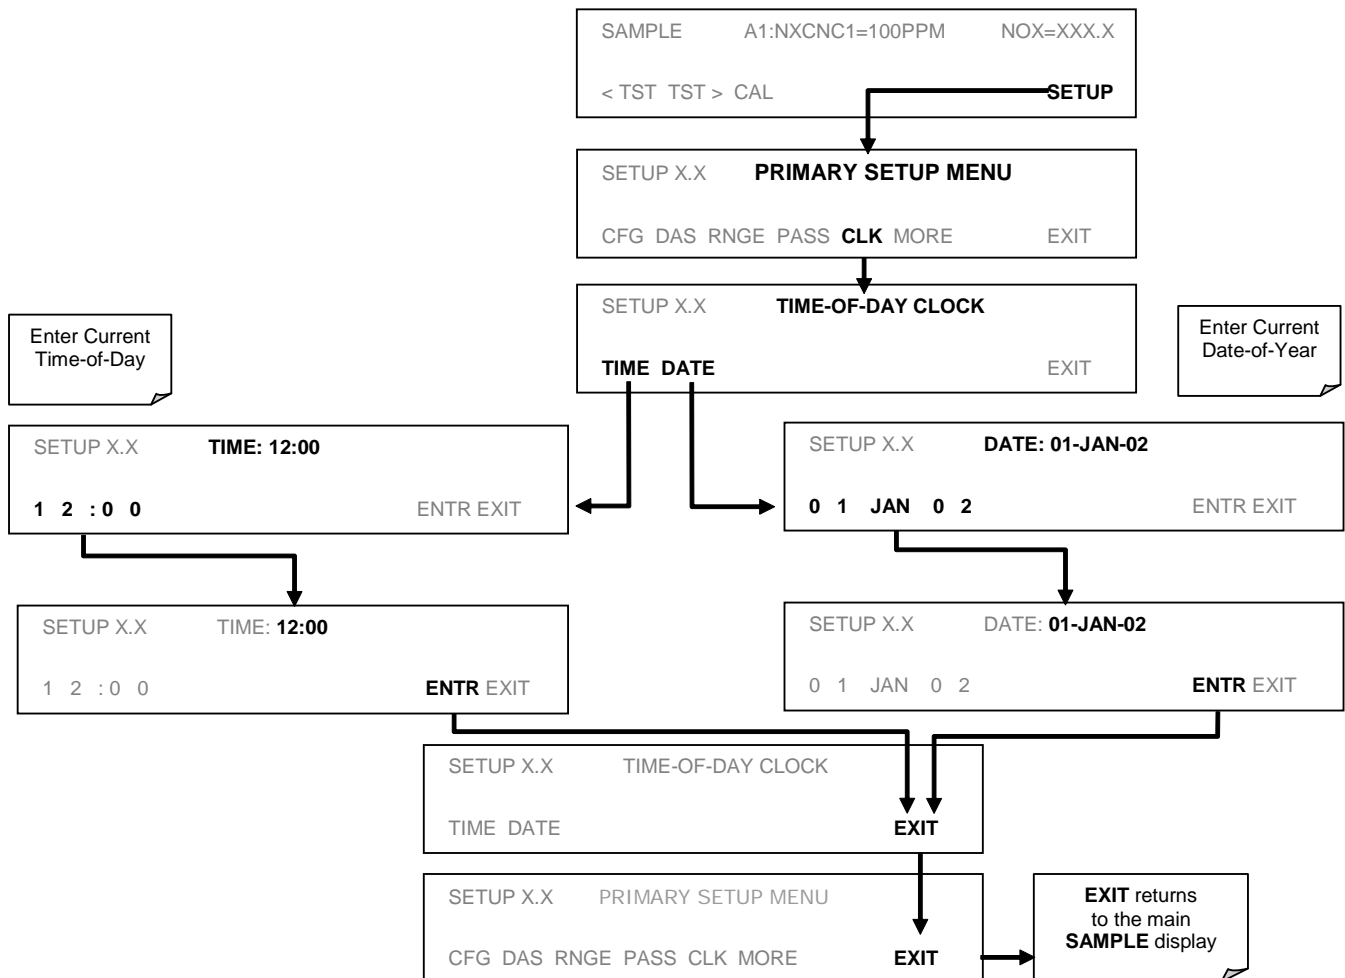 SAMPLE A1:NXCNC1=100PPM NOX=XXX.X
< TST TST > CAL SETUP
SETUP X.X PRIMARY SETUP MENU
CFG DAS RNGE PASS CLK MORE EXIT
SETUP X.X TIME-OF-DAY CLOCK
TIME DATE EXIT
Enter Current
Time-of-Day
Enter Current
Date-of-Year
SETUP X.X TIME: 12:00
1 2 :0 0 ENTR EXIT
SETUP X.X DATE: 01-JAN-02
0 1 JAN 0 2 ENTR EXIT
SETUP X.X TIME: 12:00
1 2 :0 0 ENTR EXIT
SETUP X.X DATE: 01-JAN-02
0 1 JAN 0 2 ENTR EXIT
SETUP X.X TIME-OF-DAY CLOCK
TIME DATE EXIT
SETUP X.X PRIMARY SETUP MENU
CFG DAS RNGE PASS CLK MORE EXIT
EXIT returns
to the main
SAMPLE display